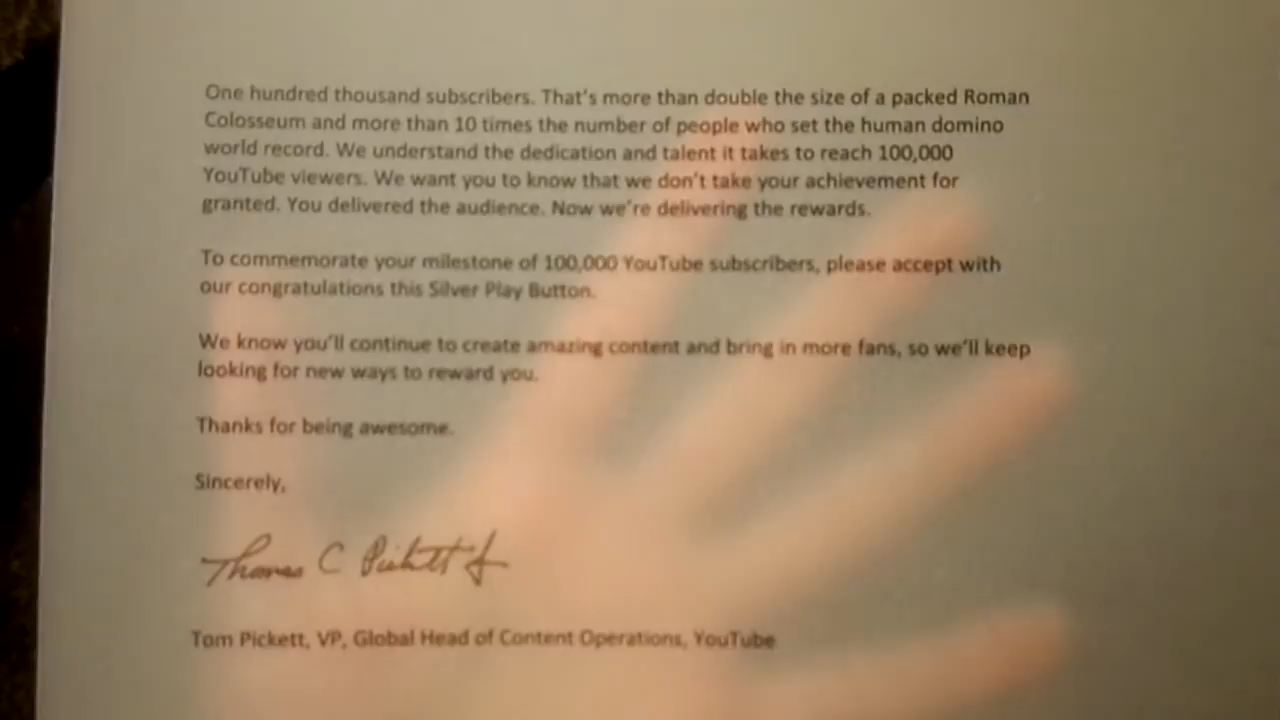 One hundred thousand subscribers. That's more than double the size of a packed Roman
Colosseum and more than 10 times the number of people who set the human domino
world record. We understand the dedication and talent it takes to reach 100,000
YouTube viewers. We want you to know that we don't take your achievement for
granted. You delivered the audience. Now we're delivering the rewards.
To commemorate your milestone of 100,000 YouTube subscribers, please accept with
our congratulations this Silver Play Button.
We know you'll continue to create amazing content and bring in more fans, so we'll keep
looking for new ways to reward you.
Thanks for being awesome.
Sincerely,
Thomas C Pickett Jr
Tom Pickett, VP, Global Head of Content Operations, YouTube